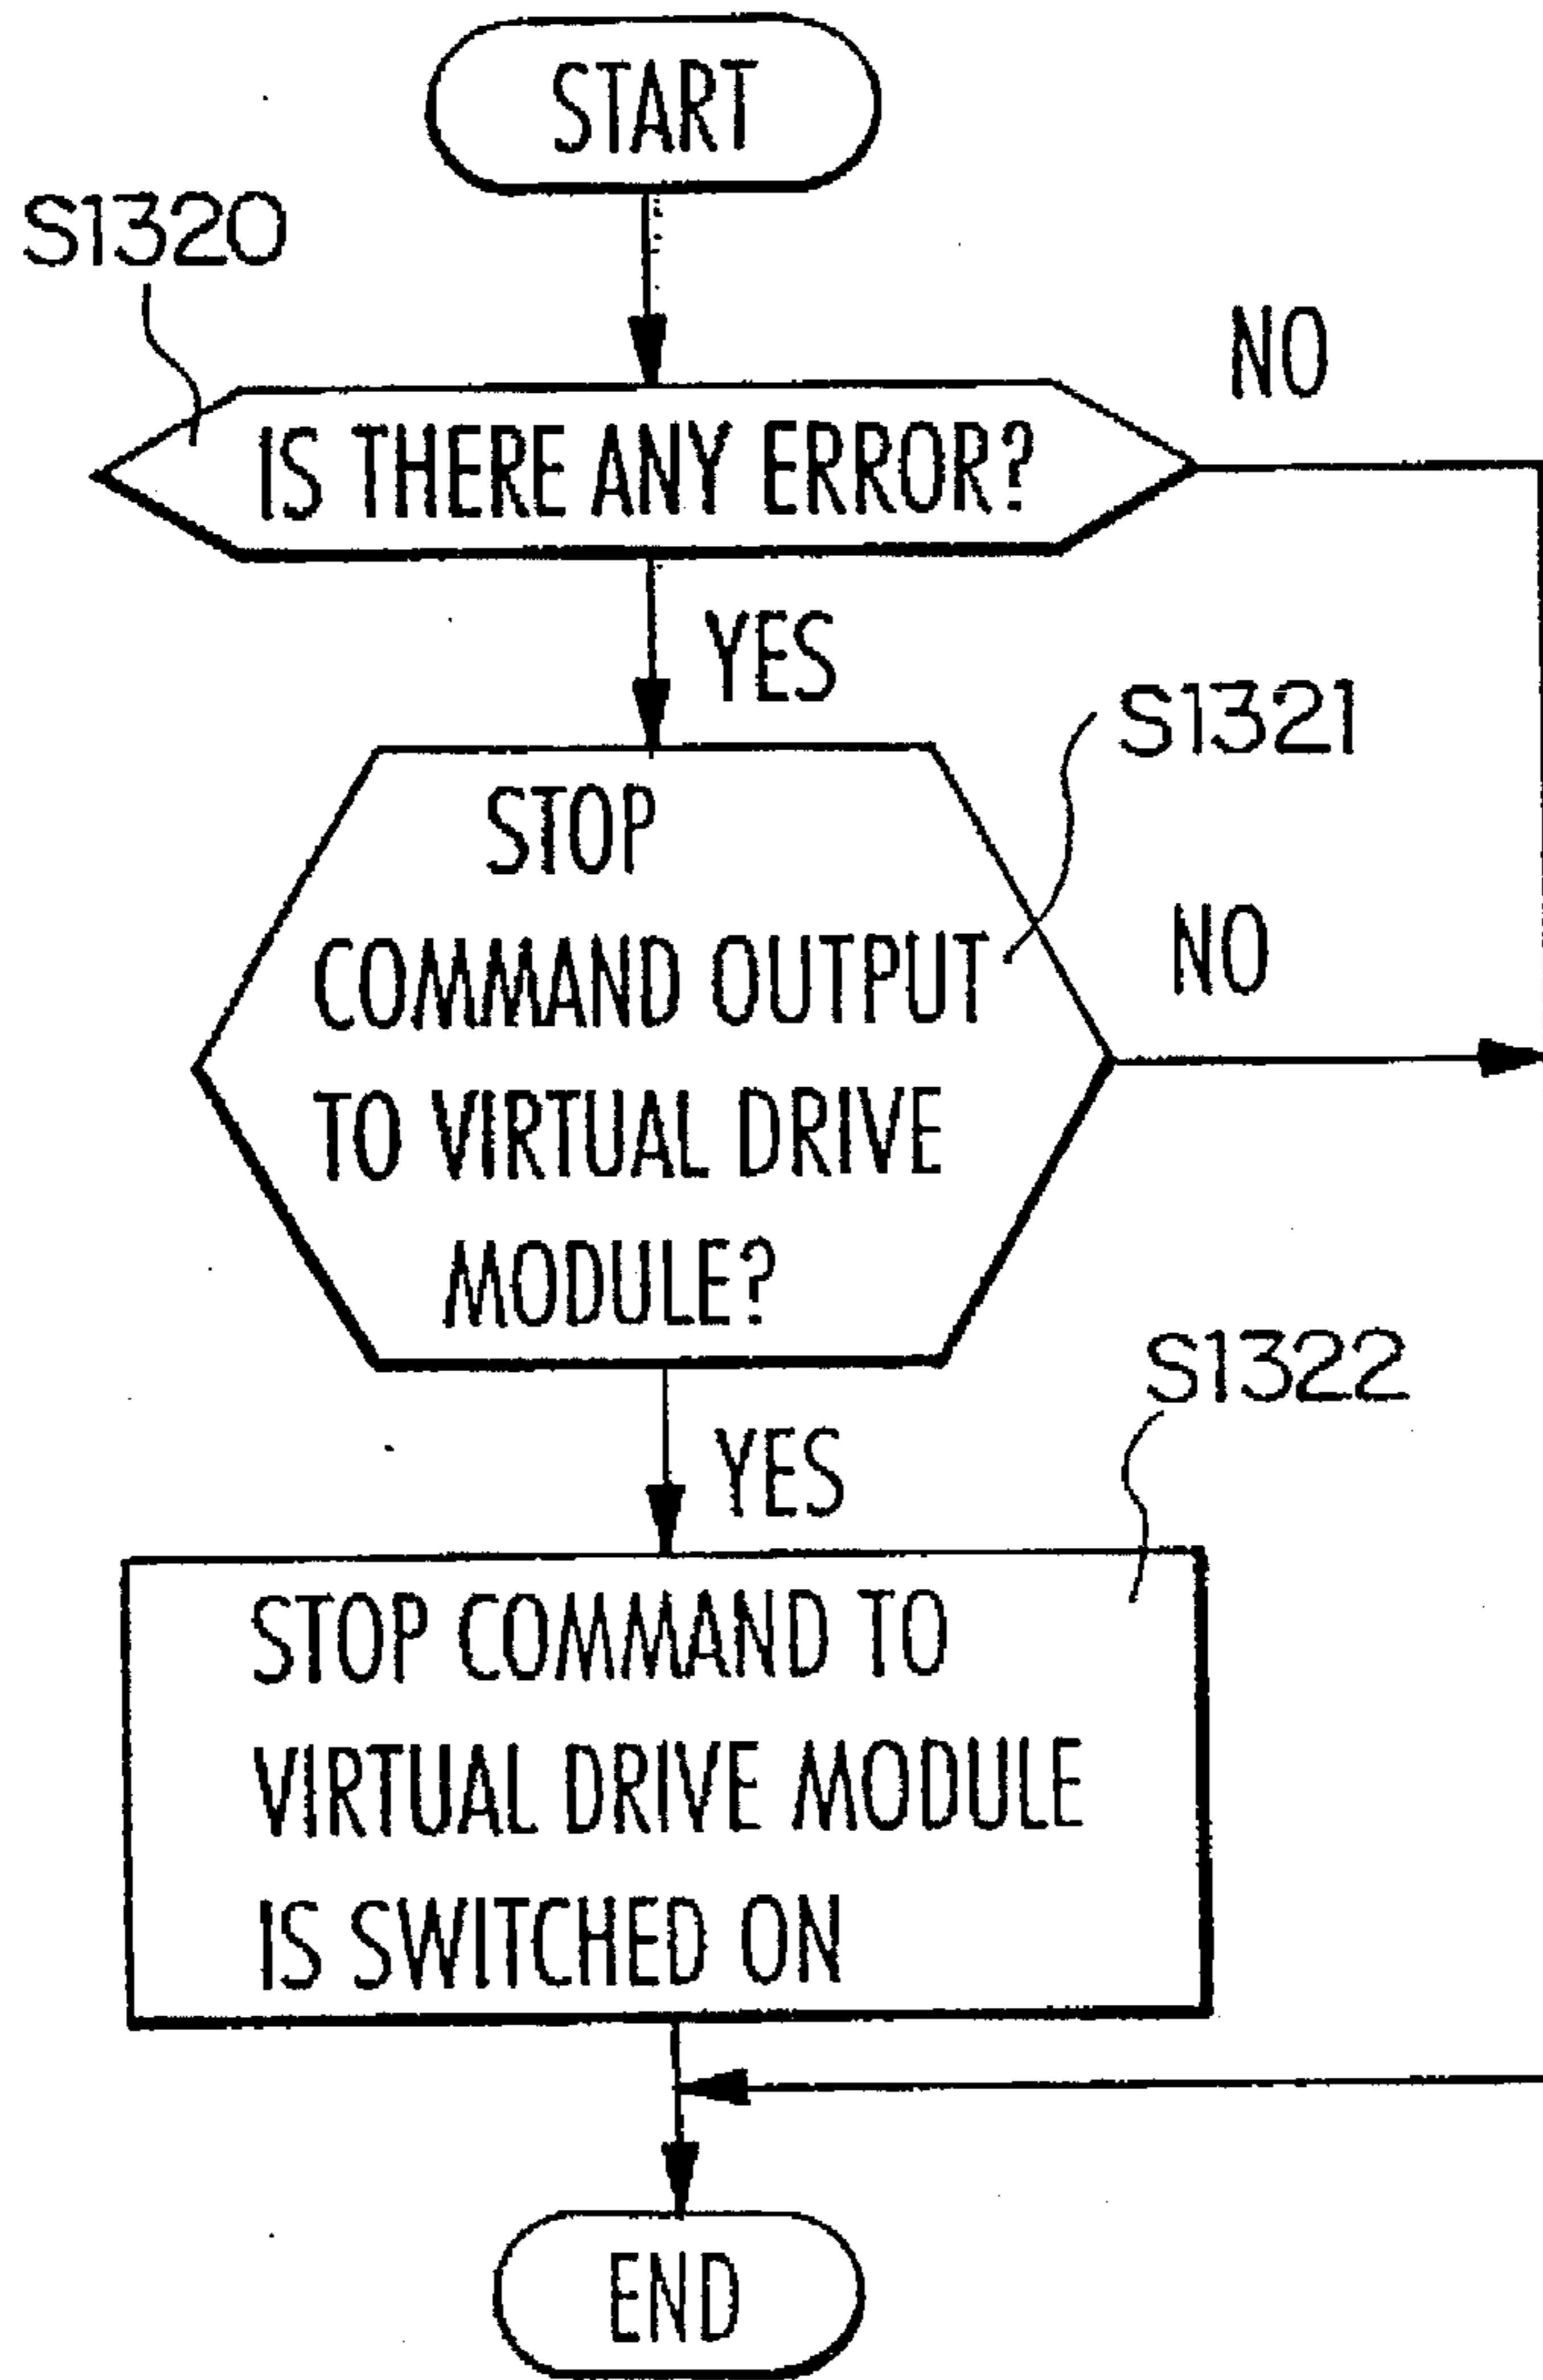 START
S1320
NO
IS THERE ANY ERROR?
YES
S1321
STOP
COMMAND OUTPUT
NO
TO VIRTUAL DRIVE
MODULE?
S1322
YES
STOP COMMAND TO
VIRTUAL DRIVE MODULE
IS SWITCHED ON
END